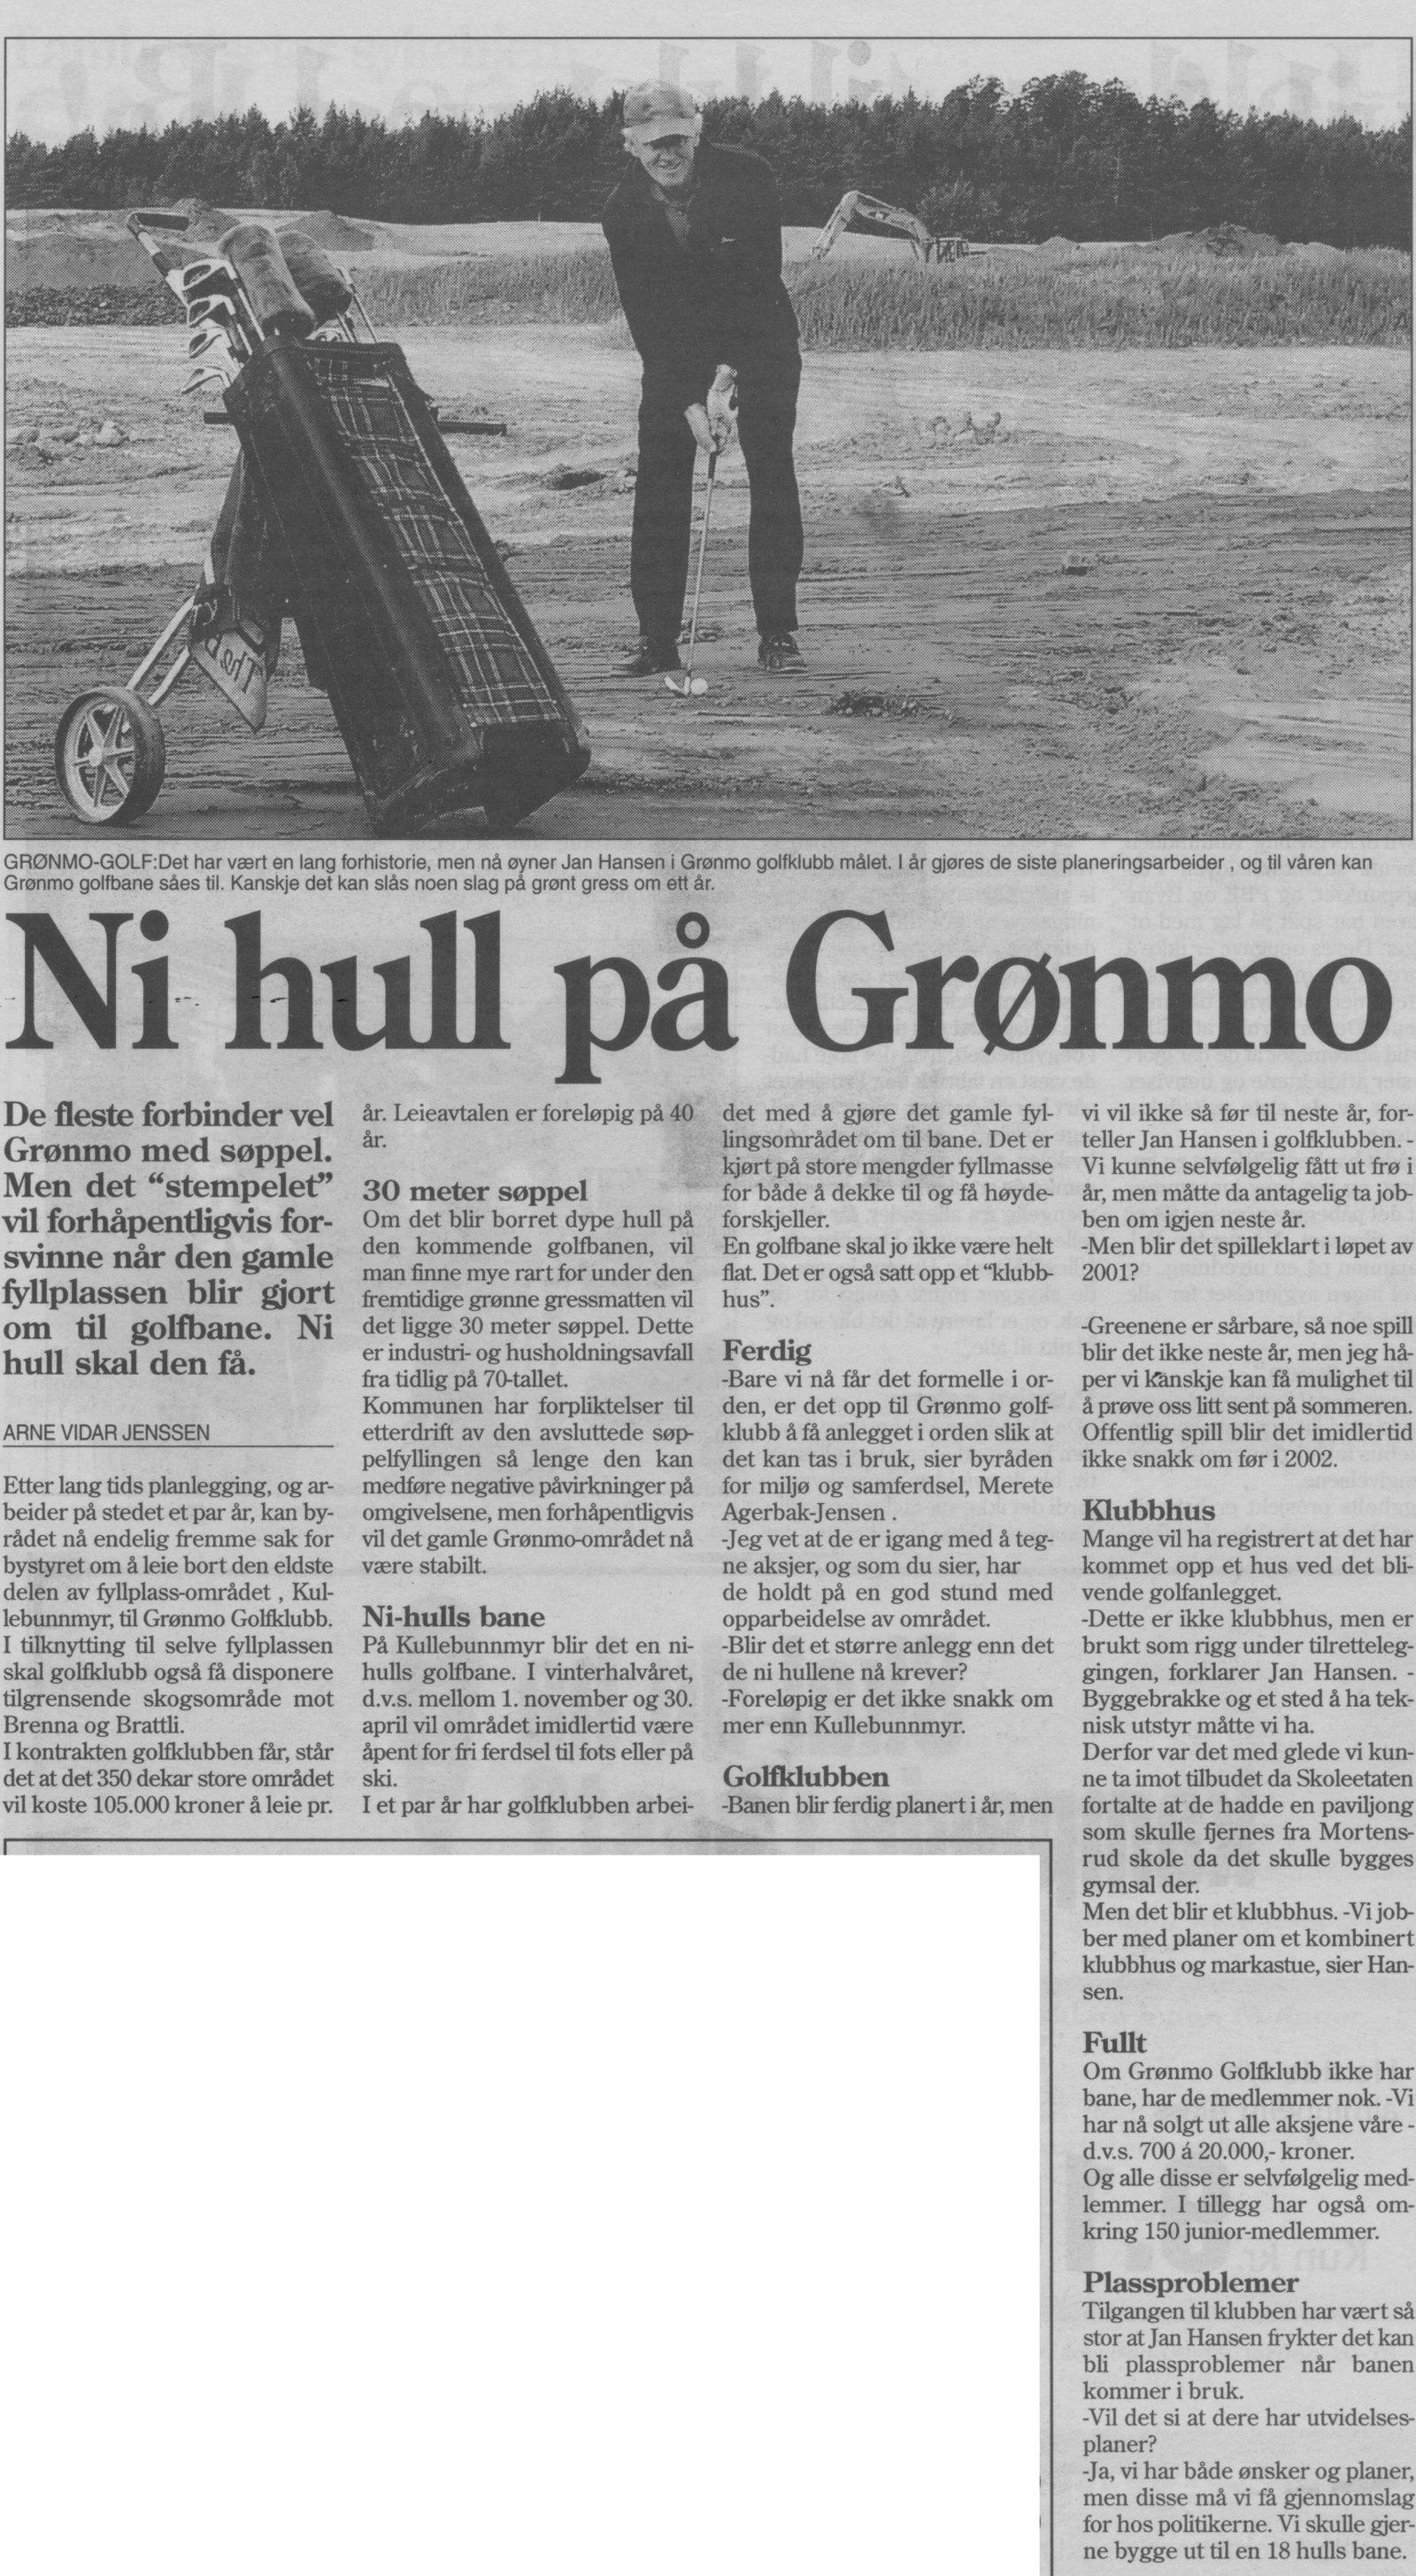 The
GRØNMO-GOLF:Det har vært en lang forhistorie, men nå øyner Jan Hansen i Grønmo golfklubb målet. I år gjøres de siste planeringsarbeider , og til våren kan
Grønmo golfbane såes til. Kanskje det kan slås noen slag på grønt gress om ett år.
Ni hull på Grønmo
De fleste forbinder vel
Grønmo med søppel.
Men det “stempelet”
vil forhåpentligvis for-
svinne når den gamle
fyllplassen blir gjort
om til golfbane. Ni
hull skal den få.
ARNE VIDAR JENSSEN
Etter lang tids planlegging, og ar-
beider på stedet et par år, kan by-
rådet nå endelig fremme sak for
bystyret om å leie bort den eldste
delen av fyllplass-området , Kul-
lebunnmyr, til Grønmo Golfklubb.
I tilknytting til selve fyllplassen
skal golfklubb også få disponere
tilgrensende skogsområde mot
Brenna og Brattli.
I kontrakten golfklubben får, står
det at det 350 dekar store området
vil koste 105.000 kroner å leie pr.
år. Leieavtalen er foreløpig på 40
år.
30 meter søppel
Om det blir borret dype hull på
den kommende golfbanen, vil
man finne mye rart for under den
fremtidige grønne gressmatten vil
det ligge 30 meter søppel. Dette
er industri- og husholdningsavfall
fra tidlig på 70-tallet.
Kommunen har forpliktelser til
etterdrift av den avsluttede søp-
pelfyllingen så lenge den kan
medføre negative påvirkninger på
omgivelsene, men forhåpentligvis
vil det gamle Grønmo-området nå
være stabilt.
Ni-hulls bane
På Kullebunnmyr blir det en ni-
hulls golfbane. I vinterhalvåret,
d.v.s. mellom 1. november og 30.
april vil området imidlertid være
åpent for fri ferdsel til fots eller på
ski.
I et par år har golfklubben arbei-
det med å gjøre det gamle fyl-
lingsområdet om til bane. Det er
kjørt på store mengder fyllmasse
for både å dekke til og få høyde-
forskjeller.
En golfbane skal jo ikke være helt
flat. Det er også satt opp et “klubb-
hus”.
Ferdig
-Bare vi nå får det formelle i or-
den, er det opp til Grønmo golf-
klubb å få anlegget i orden slik at
det kan tas i bruk, sier byråden
for miljø og samferdsel, Merete
Agerbak-Jensen .
-Jeg vet at de er igang med å teg-
ne aksjer, og som du sier, har
de holdt på en god stund med
opparbeidelse av området.
-Blir det et større anlegg enn det
de ni hullene nå krever?
-Foreløpig er det ikke snakk om
mer enn Kullebunnmyr.
Golfklubben
-Banen blir ferdig planert i år, men
vi vil ikke så før til neste år, for-
teller Jan Hansen i golfklubben. -
Vi kunne selvfølgelig fått ut frø i
år, men måtte da antagelig ta job-
ben om igjen neste år.
-Men blir det spilleklart i løpet av
2001?
-Greenene er sårbare, så noe spill
blir det ikke neste år, men jeg hå-
per vi kanskje kan få mulighet til
å prøve oss litt sent på sommeren.
Offentlig spill blir det imidlertid
ikke snakk om før i 2002.
Klubbhus
Mange vil ha registrert at det har
kommet opp et hus ved det bli-
vende golfanlegget.
-Dette er ikke klubbhus, men er
brukt som rigg under tilretteleg-
gingen, forklarer Jan Hansen. -
Byggebrakke og et sted å ha tek-
nisk utstyr måtte vi ha.
Derfor var det med glede vi kun-
ne ta imot tilbudet da Skoleetaten
fortalte at de hadde en paviljong
som skulle fjernes fra Mortens-
rud skole da det skulle bygges
gymsal der.
Men det blir et klubbhus. -Vi job-
ber med planer om et kombinert
klubbhus og markastue, sier Han-
sen.
Fullt
Om Grønmo Golfklubb ikke har
bane, har de medlemmer nok. -Vi
har nå solgt ut alle aksjene våre -
d.v.s. 700 á 20.000,- kroner.
Og alle disse er selvfølgelig med-
lemmer. I tillegg har også om-
kring 150 junior-medlemmer.
Plassproblemer
Tilgangen til klubben har vært så
stor at Jan Hansen frykter det kan
bli plassproblemer når banen
kommer i bruk.
-Vil det si at dere har utvidelses-
planer?
-Ja, vi har både ønsker og planer,
men disse må vi få gjennomslag
for hos politikerne. Vi skulle gjer-
ne bygge ut til en 18 hulls bane.